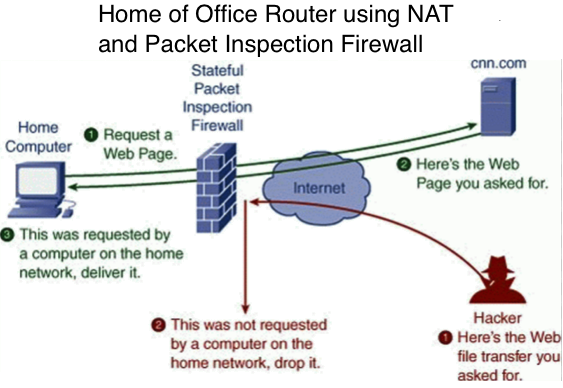 Home of Office Router using NAT
and Packet Inspection Firewall
Stateful
Packet
Inspection
Firewall
cnn.com
Home
Computer
1 Request a
Web Page.
2 Here's the Web
Page you asked for.
Internet
3 This was requested by
a computer on the home
network, deliver it.
2 This was not requested
by a computer on the
home network, drop it.
Hacker
1 Here's the Web
file transfer you
asked for.